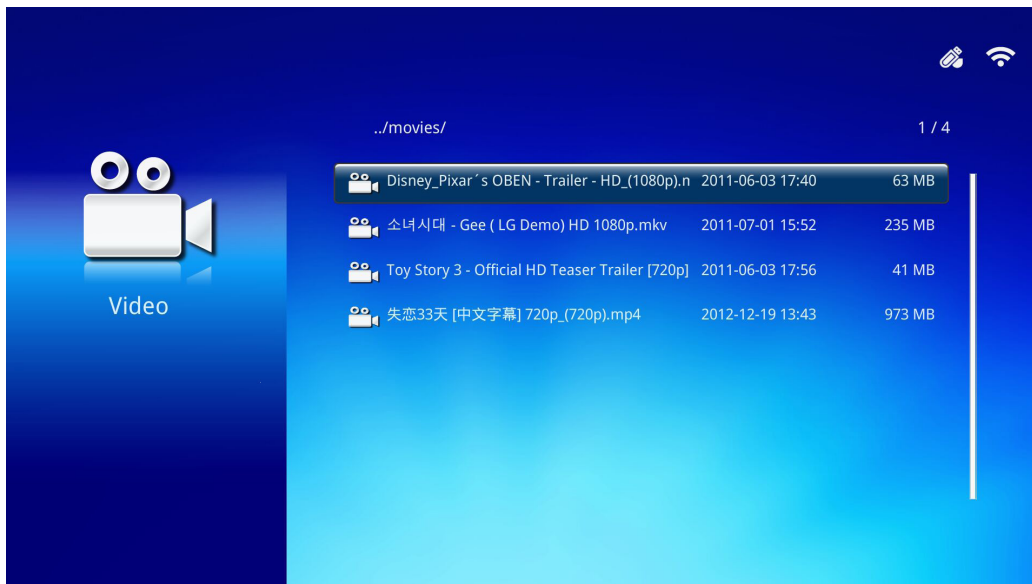 ../movies/ 1 / 4
Disney_Pixar´s OBEN - Trailer - HD_(1080p).n 2011-06-03 17:40 63 MB
소녀시대 - Gee ( LG Demo) HD 1080p.mkv 2011-07-01 15:52 235 MB
Toy Story 3 - Official HD Teaser Trailer [720p] 2011-06-03 17:56 41 MB
Video
失恋33天 [中文字幕] 720p_(720p).mp4 2012-12-19 13:43 973 MB